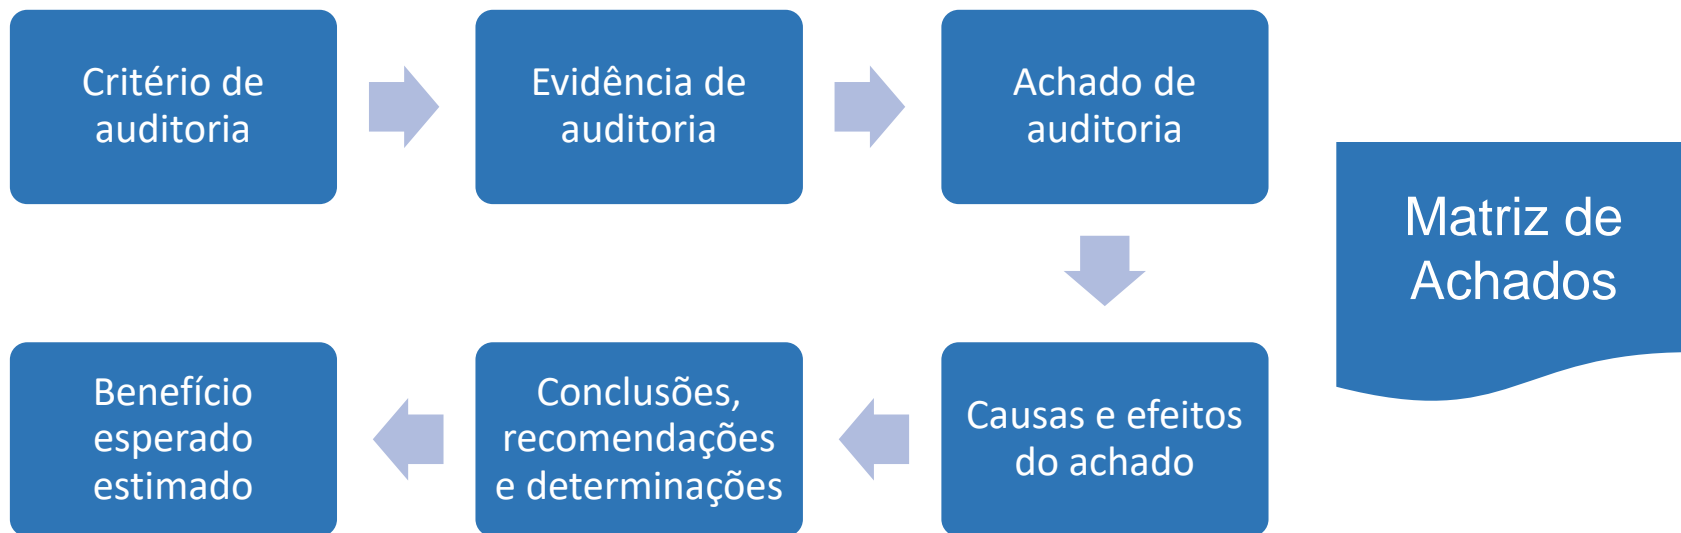 Critério de
auditoria
Evidência de
auditoria
Achado de
auditoria
Matriz de
Achados
Causas e efeitos
do achado
Conclusões,
recomendações
e determinações
Benefício
esperado
estimado